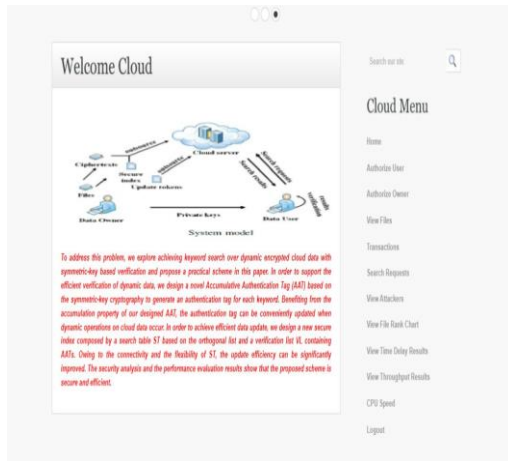 Welcome Cloud
outsource
Cloud server
Ciphertexts
Secure
index
outsource
Update tokens
Files
Search requests
Search results
results
verification
Data Owner
Private keys
Data User
System model
To address this problem, we explore achieving keyword search over dynamic encrypted cloud data with
symmetric-key based verification and propose a practical scheme in this paper. In order to support the
efficient verification of dynamic data, we design a novel Accumulative Authentication Tag (AAT) based on
the symmetric-key cryptography to generate an authentication tag for each keyword. Benefiting from the
accumulation property of our designed AAT, the authentication tag can be conveniently updated when
dynamic operations on cloud data occur. In order to achieve efficient data update, we design a new secure
index composed by a search table ST based on the orthogonal list and a verification list VL containing
AATs. Owing to the connectivity and the flexibility of ST, the update efficiency can be significantly
improved. The security analysis and the performance evaluation results show that the proposed scheme is
secure and efficient.
Search our site
Cloud Menu
Home
Authorize User
Authorize Owner
View Files
Transactions
Search Requests
View Attackers
View File Rank Chart
View Time Delay Results
View Throughput Results
CPU Speed
Logout